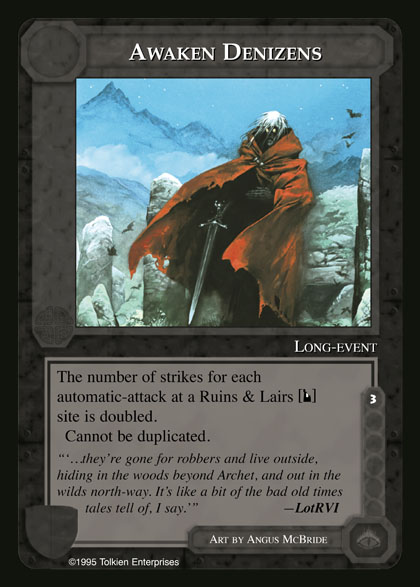 AWAKEN DENIZENS
LONG-EVENT
The number of strikes for each
automatic-attack at a Ruins & Lairs [ ]
site is doubled.
Cannot be duplicated.
3
“‘…they’re gone for robbers and live outside,
hiding in the woods beyond Archet, and out in the
wilds north-way. It’s like a bit of the bad old times
tales tell of, I say.’” —LotRVI
ART BY ANGUS MCBRIDE
©1995 Tolkien Enterprises